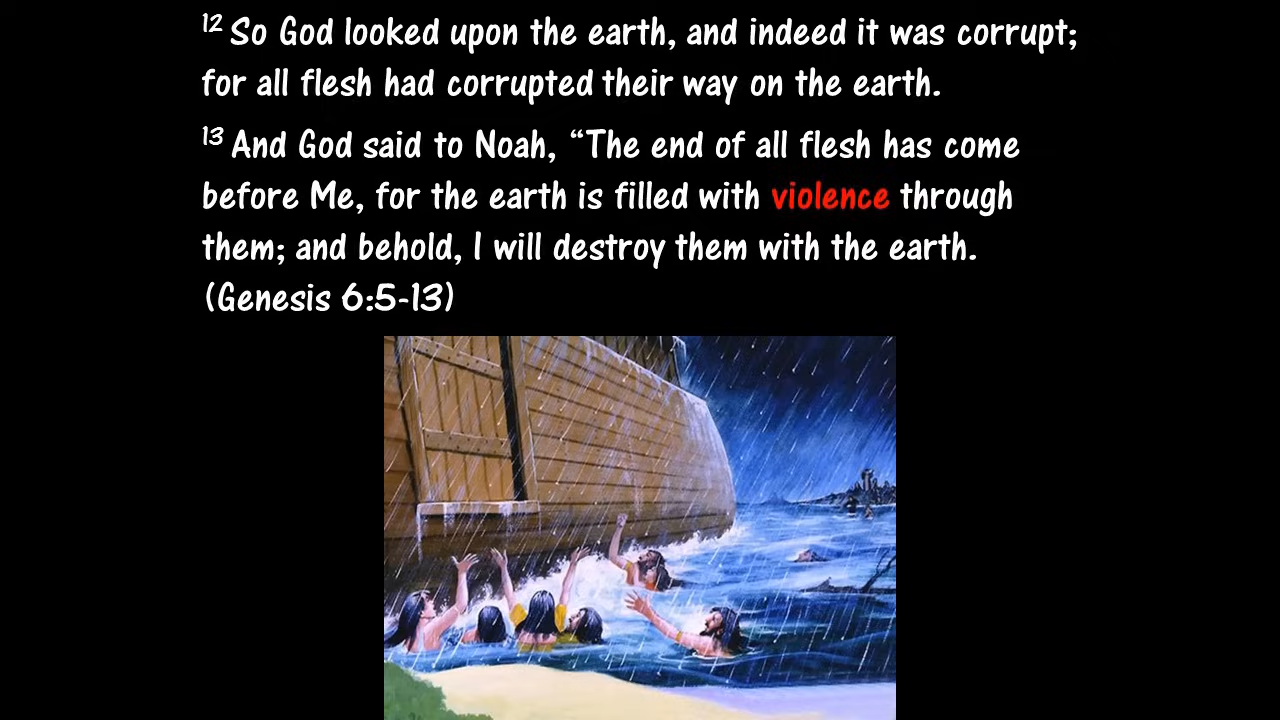 12 So God looked upon the earth, and indeed it was corrupt;
for all flesh had corrupted their way on the earth.
13 And God said to Noah, “The end of all flesh has come
before Me, for the earth is filled with violence through
them; and behold, I will destroy them with the earth.
(Genesis 6:5-13)